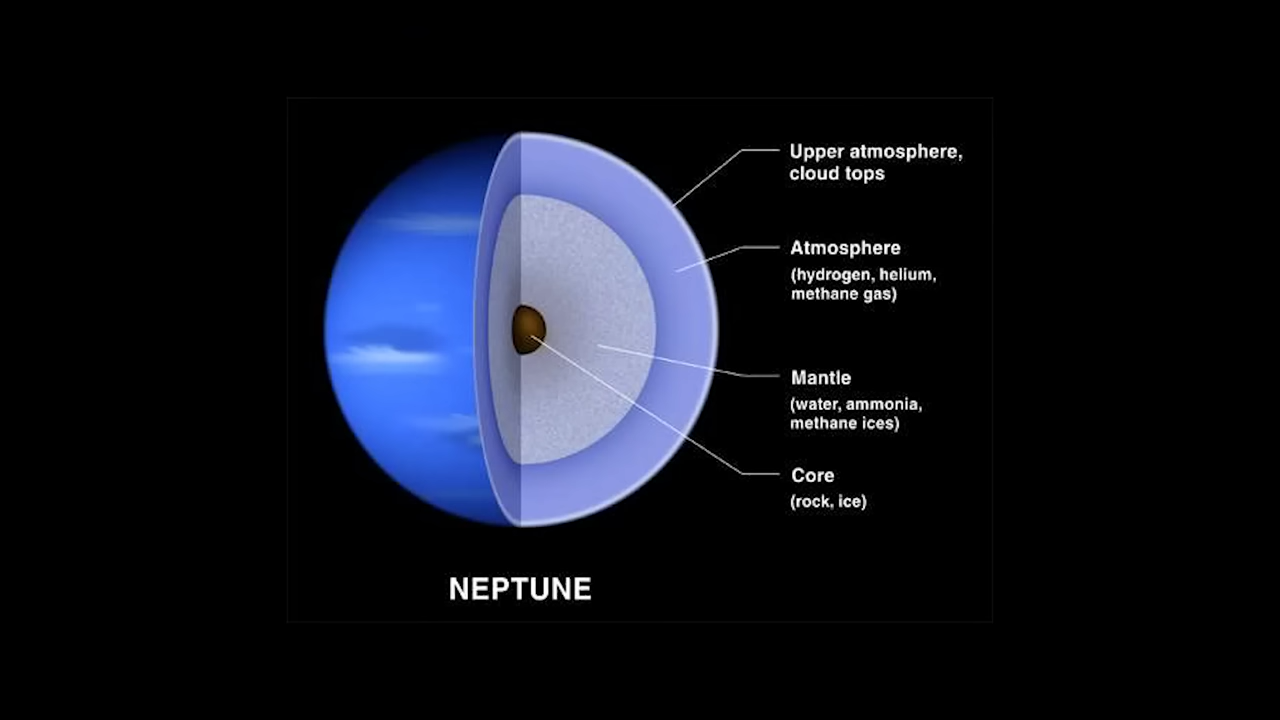 Upper atmosphere,
cloud tops
Atmosphere
(hydrogen, helium,
methane gas)
Mantle
(water, ammonia,
methane ices)
Core
(rock, ice)
NEPTUNE